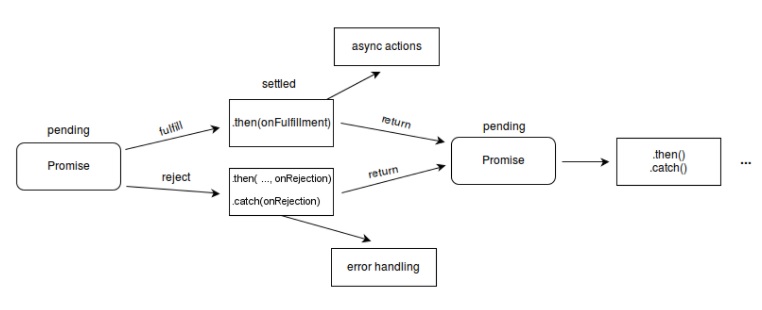 async actions
settled
pending
fulfill
.then(onFulfillment)
return
pending
Promise
reject
.then( ..., onRejection)
.catch(onRejection)
return
Promise
.then()
.catch()
...
error handling